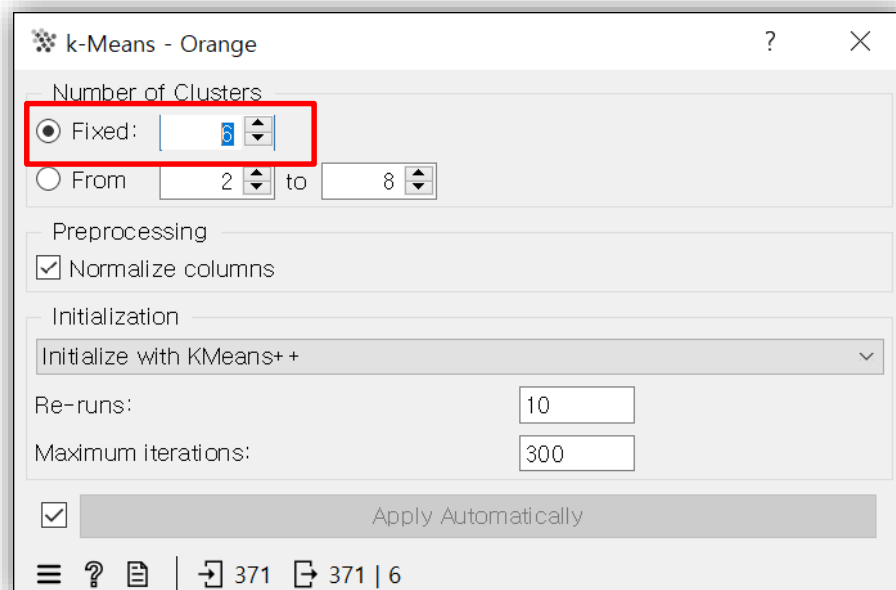 k-Means - Orange ? ×
Number of Clusters
Fixed: 6
From 2 to 8
Preprocessing
Normalize columns
Initialization
Initialize with KMeans++
Re-runs: 10
Maximum iterations: 300
Apply Automatically
? 371 371 | 6